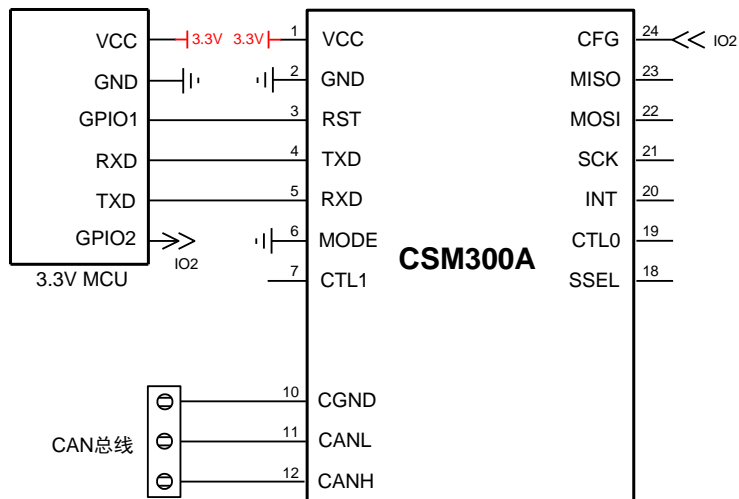 VCC 3.3V 3.3V 1 VCC CFG 24 IO2
GND 2 GND MISO 23
GPIO1 3 RST MOSI 22
RXD 4 TXD SCK 21
TXD 5 RXD INT 20
GPIO2 IO2 6 MODE CTL0 19
CSM300A
3.3V MCU 7 CTL1 SSEL 18
10 CGND
CAN总线 11 CANL
12 CANH